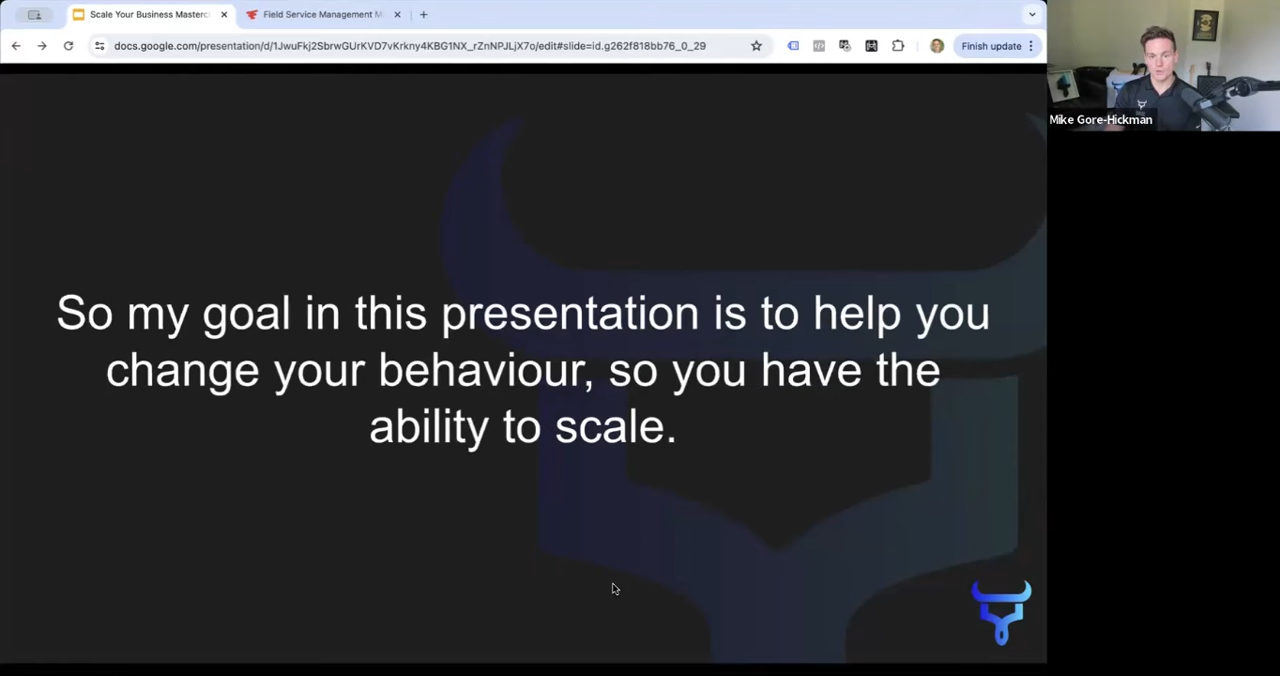 Scale Your Business Masterc
Field Service Management M
docs.google.com/presentation/d/1JwuFkj2SbrwGUrKVD7vKrkny4KBG1NX_rZnNPJLjX7o/edit#slide=id.g262f818bb76_0_29
Finish update
Mike Gore-Hickman
So my goal in this presentation is to help you
change your behaviour, so you have the
ability to scale.